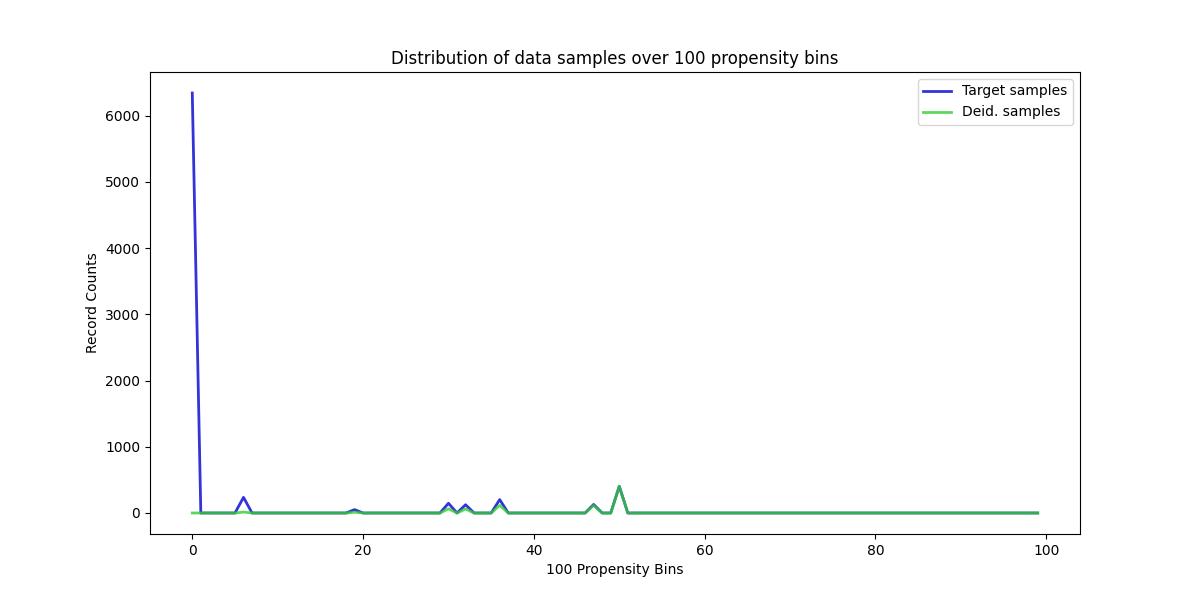 Distribution of data samples over 100 propensity bins
Target samples
Deid. samples
6000
5000
4000
3000
2000
1000
0
Record Counts
0 20 40 60 80 100
100 Propensity Bins